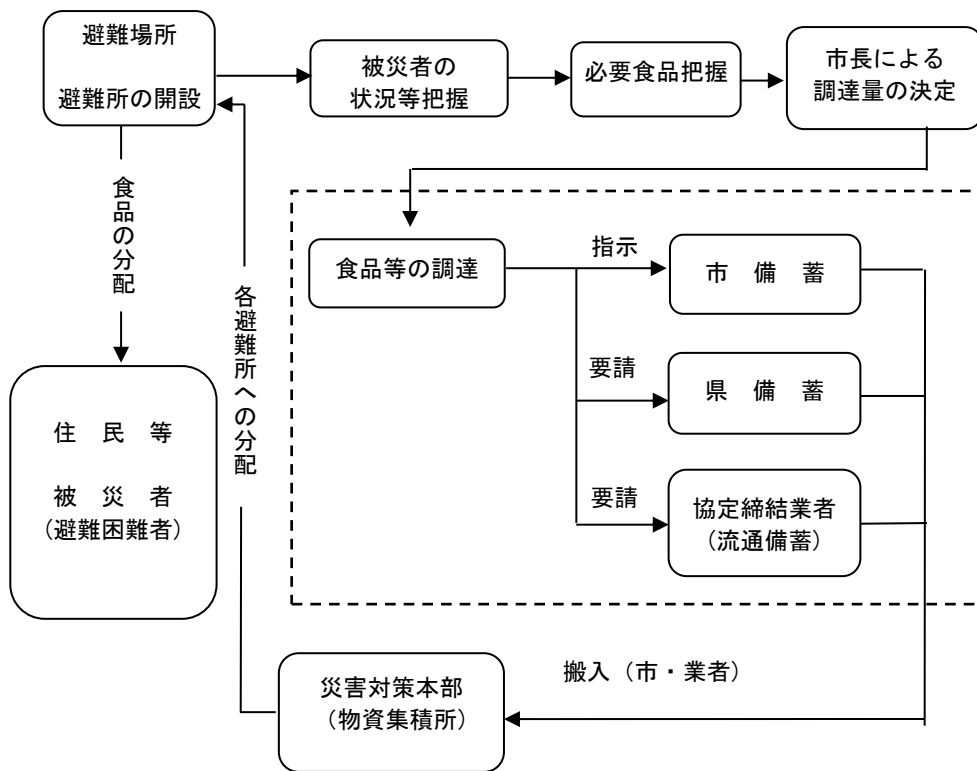 避難場所
避難所の開設
被災者の
状況等把握
必要食品把握
市長による
調達量の決定
食品の分配
各避難所への分配
食品等の調達
指示
市　備　蓄
要請
県　備　蓄
要請
協定締結業者
(流通備蓄)
住　民　等
被　災　者
(避難困難者)
災害対策本部
（物資集積所）
搬入（市・業者）